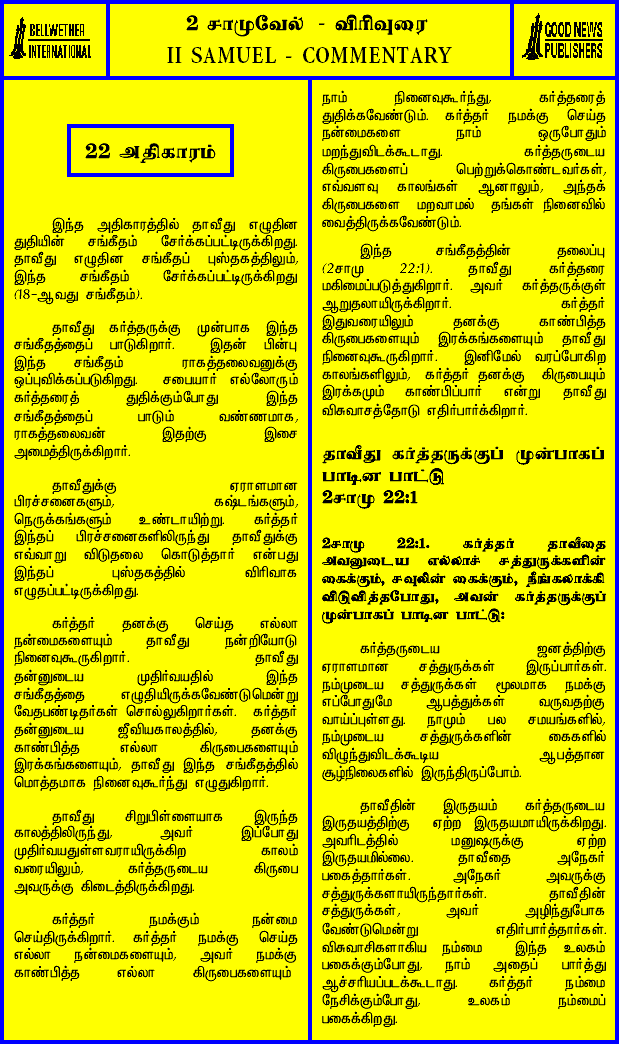 BELLWETHER
INTERNATIONAL
2 சாமுவேல் - விரிவுரை
II SAMUEL - COMMENTARY
GOOD NEWS
PUBLISHERS
22 அதிகாரம்
இந்த அதிகாரத்தில் தாவீது எழுதின
துதியின் சங்கீதம் சேர்க்கப்பட்டிருக்கிறது.
தாவீது எழுதின சங்கீதப் புஸ்தகத்திலும்,
இந்த சங்கீதம் சேர்க்கப்பட்டிருக்கிறது
(18-ஆவது சங்கீதம்).
தாவீது கர்த்தருக்கு முன்பாக இந்த
சங்கீதத்தைப் பாடுகிறார். இதன் பின்பு
இந்த சங்கீதம் ராகத்தலைவனுக்கு
ஒப்புவிக்கப்படுகிறது. சபையார் எல்லோரும்
கர்த்தரைத் துதிக்கும்போது இந்த
சங்கீதத்தைப் பாடும் வண்ணமாக,
ராகத்தலைவன் இதற்கு இசை
அமைத்திருக்கிறார்.
தாவீதுக்கு ஏராளமான
பிரச்சனைகளும், கஷ்டங்களும்,
நெருக்கங்களும் உண்டாயிற்று. கர்த்தர்
இந்தப் பிரச்சனைகளிலிருந்து தாவீதுக்கு
எவ்வாறு விடுதலை கொடுத்தார் என்பது
இந்தப் புஸ்தகத்தில் விரிவாக
எழுதப்பட்டிருக்கிறது.
கர்த்தர் தனக்கு செய்த எல்லா
நன்மைகளையும் தாவீது நன்றியோடு
நினைவுகூருகிறார். தாவீது
தன்னுடைய முதிர்வயதில் இந்த
சங்கீதத்தை எழுதியிருக்கவேண்டுமென்று
வேதபண்டிதர்கள் சொல்லுகிறார்கள். கர்த்தர்
தன்னுடைய ஜீவியகாலத்தில், தனக்கு
காண்பித்த எல்லா கிருபைகளையும்
இரக்கங்களையும், தாவீது இந்த சங்கீதத்தில்
மொத்தமாக நினைவுகூர்ந்து எழுதுகிறார்.
தாவீது சிறுபிள்ளையாக இருந்த
காலத்திலிருந்து, அவர் இப்போது
முதிர்வயதுள்ளவராயிருக்கிற காலம்
வரையிலும், கர்த்தருடைய கிருபை
அவருக்கு கிடைத்திருக்கிறது.
கர்த்தர் நமக்கும் நன்மை
செய்திருக்கிறார். கர்த்தர் நமக்கு செய்த
எல்லா நன்மைகளையும், அவர் நமக்கு
காண்பித்த எல்லா கிருபைகளையும்
நாம் நினைவுகூர்ந்து, கர்த்தரைத்
துதிக்கவேண்டும். கர்த்தர் நமக்கு செய்த
நன்மைகளை நாம் ஒருபோதும்
மறந்துவிடக்கூடாது. கர்த்தருடைய
கிருபைகளைப் பெற்றுக்கொண்டவர்கள்,
எவ்வளவு காலங்கள் ஆனாலும், அந்தக்
கிருபைகளை மறவாமல் தங்கள் நினைவில்
வைத்திருக்கவேண்டும்.
இந்த சங்கீதத்தின் தலைப்பு
(2சாமு 22:1). தாவீது கர்த்தரை
மகிமைப்படுத்துகிறார். அவர் கர்த்தருக்குள்
ஆறுதலாயிருக்கிறார். கர்த்தர்
இதுவரையிலும் தனக்கு காண்பித்த
கிருபைகளையும் இரக்கங்களையும் தாவீது
நினைவுகூருகிறார். இனிமேல் வரப்போகிற
காலங்களிலும், கர்த்தர் தனக்கு கிருபையும்
இரக்கமும் காண்பிப்பார் என்று தாவீது
விசுவாசத்தோடு எதிர்பார்க்கிறார்.
தாவீது கர்த்தருக்குப் முன்பாகப்
பாடின பாட்டு
2சாமு 22:1
2சாமு 22:1. கர்த்தர் தாவீதை
அவனுடைய எல்லாச் சத்துருக்களின்
கைக்கும், சவுலின் கைக்கும், நீங்கலாக்கி
விடுவித்தபோது, அவன் கர்த்தருக்குப்
முன்பாகப் பாடின பாட்டு:
கர்த்தருடைய ஜனத்திற்கு
ஏராளமான சத்துருக்கள் இருப்பார்கள்.
நம்முடைய சத்துருக்கள் மூலமாக நமக்கு
எப்போதுமே ஆபத்துக்கள் வருவதற்கு
வாய்ப்புள்ளது. நாமும் பல சமயங்களில்,
நம்முடைய சத்துருக்களின் கைகளில்
விழுந்துவிடக்கூடிய ஆபத்தான
சூழ்நிலைகளில் இருந்திருப்போம்.
தாவீதின் இருதயம் கர்த்தருடைய
இருதயத்திற்கு ஏற்ற இருதயமாயிருக்கிறது.
அவரிடத்தில் மனுஷருக்கு ஏற்ற
இருதயமில்லை. தாவீதை அநேகர்
பகைத்தார்கள். அநேகர் அவருக்கு
சத்துருக்களாயிருந்தார்கள். தாவீதின்
சத்துருக்கள், அவர் அழிந்துபோக
வேண்டுமென்று எதிர்பார்த்தார்கள்.
விசுவாசிகளாகிய நம்மை இந்த உலகம்
பகைக்கும்போது, நாம் அதைப் பார்த்து
ஆச்சரியப்படக்கூடாது. கர்த்தர் நம்மை
நேசிக்கும்போது, உலகம் நம்மைப்
பகைக்கிறது.